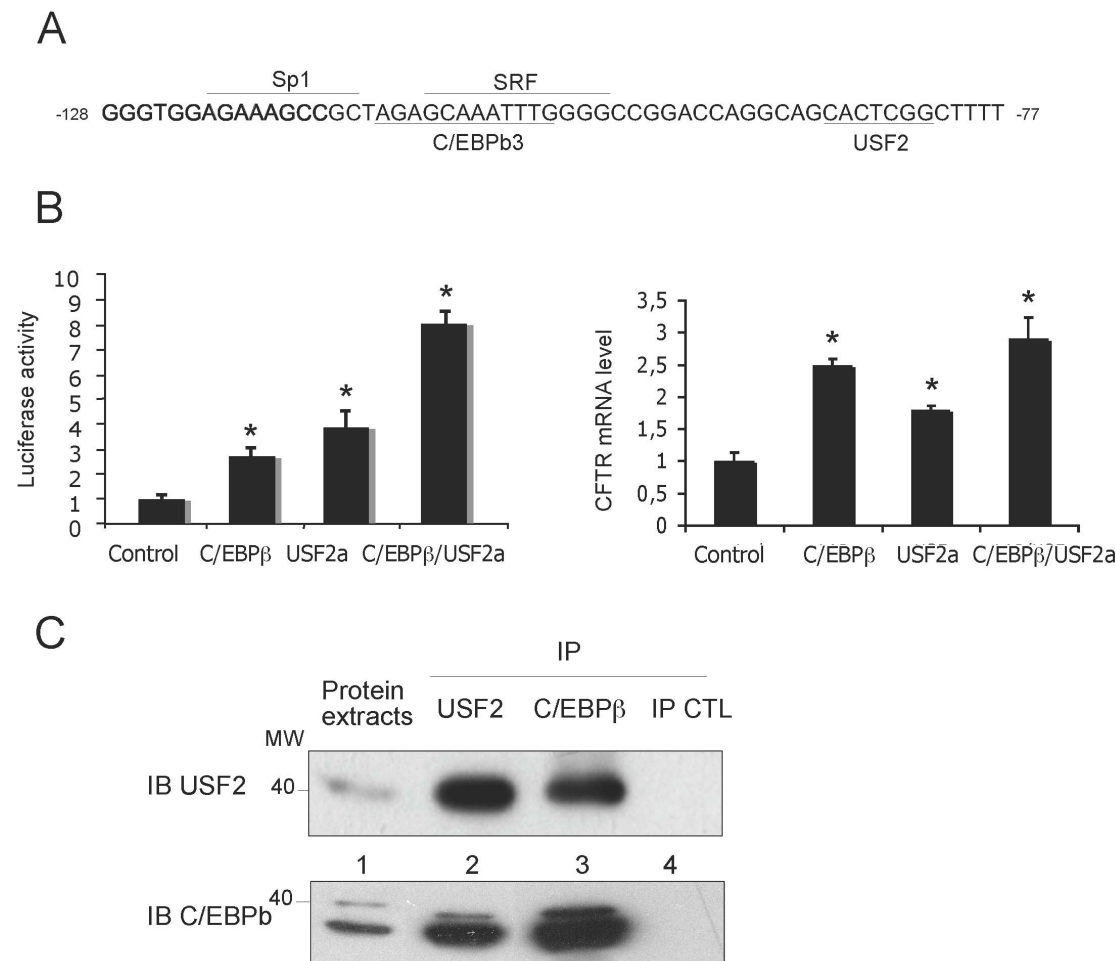 A
Sp1 SRF
-128 GGGTGGAGAAAGCCGCTAGAGCAAATTTGGGGCCGGACCAGGCAGCACTCGGCTTTT -77
C/EBPb3 USF2
B
Luciferase activity
10
9
8
7
6
5
4
3
2
1
0
* * *
Control C/EBPβ USF2a C/EBPβ/USF2a
CFTR mRNA level
3,5
3
2,5
2
1,5
1
0,5
0
* * *
Control C/EBPβ USF2a C/EBPβ/USF2a
C
IP
Protein
extracts USF2 C/EBPβ IP CTL
MW
IB USF2 40
1 2 3 4
40
IB C/EBPb